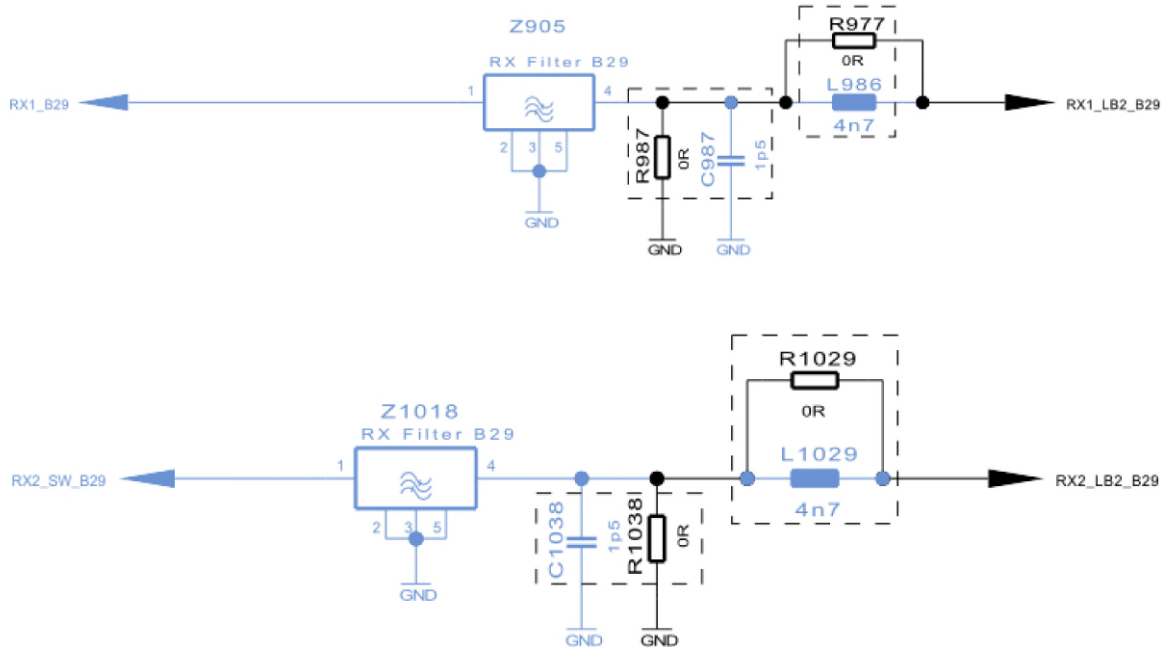 Z905
RX Filter B29
R977
0R
L986
4n7
RX1_B29
1
4
RX1_LB2_B29
2
3
5
GND
R987
0R
C987
1p5
GND
GND
R1029
0R
Z1018
RX Filter B29
L1029
4n7
RX2_SW_B29
1
4
RX2_LB2_B29
2
3
5
GND
C1038
1p5
R1038
0R
GND
GND